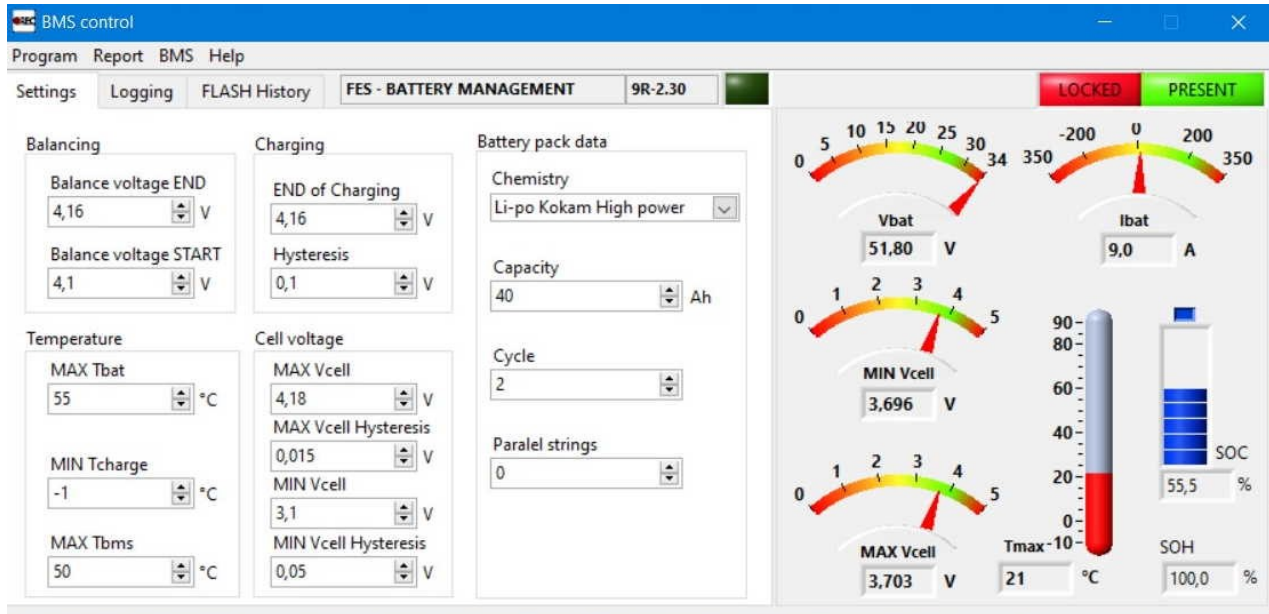 REC BMS control
Program Report BMS Help
Settings Logging FLASH History FES - BATTERY MANAGEMENT 9R-2.30 LOCKED PRESENT
Balancing
Balance voltage END
4,16 V
Balance voltage START
4,1 V
Charging
END of Charging
4,16 V
Hysteresis
0,1 V
Temperature
MAX Tbat
55 °C
MIN Tcharge
-1 °C
MAX Tbms
50 °C
Cell voltage
MAX Vcell
4,18 V
MAX Vcell Hysteresis
0,015 V
MIN Vcell
3,1 V
MIN Vcell Hysteresis
0,05 V
Battery pack data
Chemistry
Li-po Kokam High power
Capacity
40 Ah
Cycle
2
Paralel strings
0
0 5 10 15 20 25 30 34
Vbat
51,80 V
350 -200 0 200 350
Ibat
9,0 A
0 1 2 3 4 5
MIN Vcell
3,696 V
0 1 2 3 4 5
MAX Vcell
3,703 V
90
80
60
40
20
0
-10
Tmax
21 °C
SOC
55,5 %
SOH
100,0 %